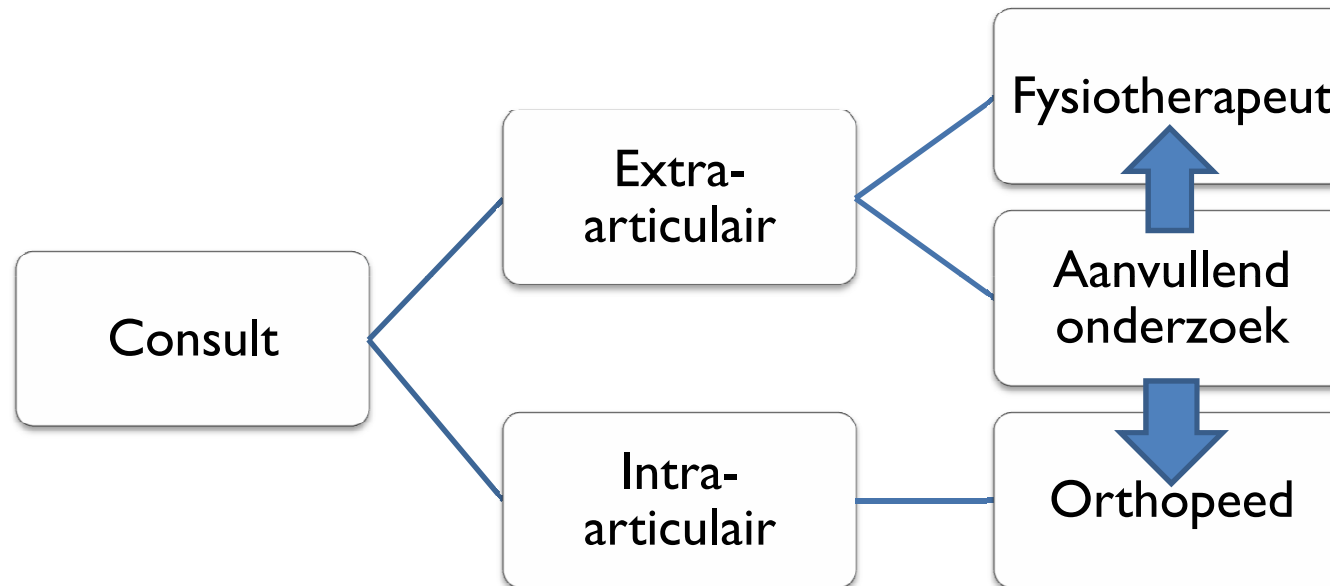 Consult
Extra-
articulair
Intra-
articulair
Fysiotherapeut
Aanvullend
onderzoek
Orthopeed